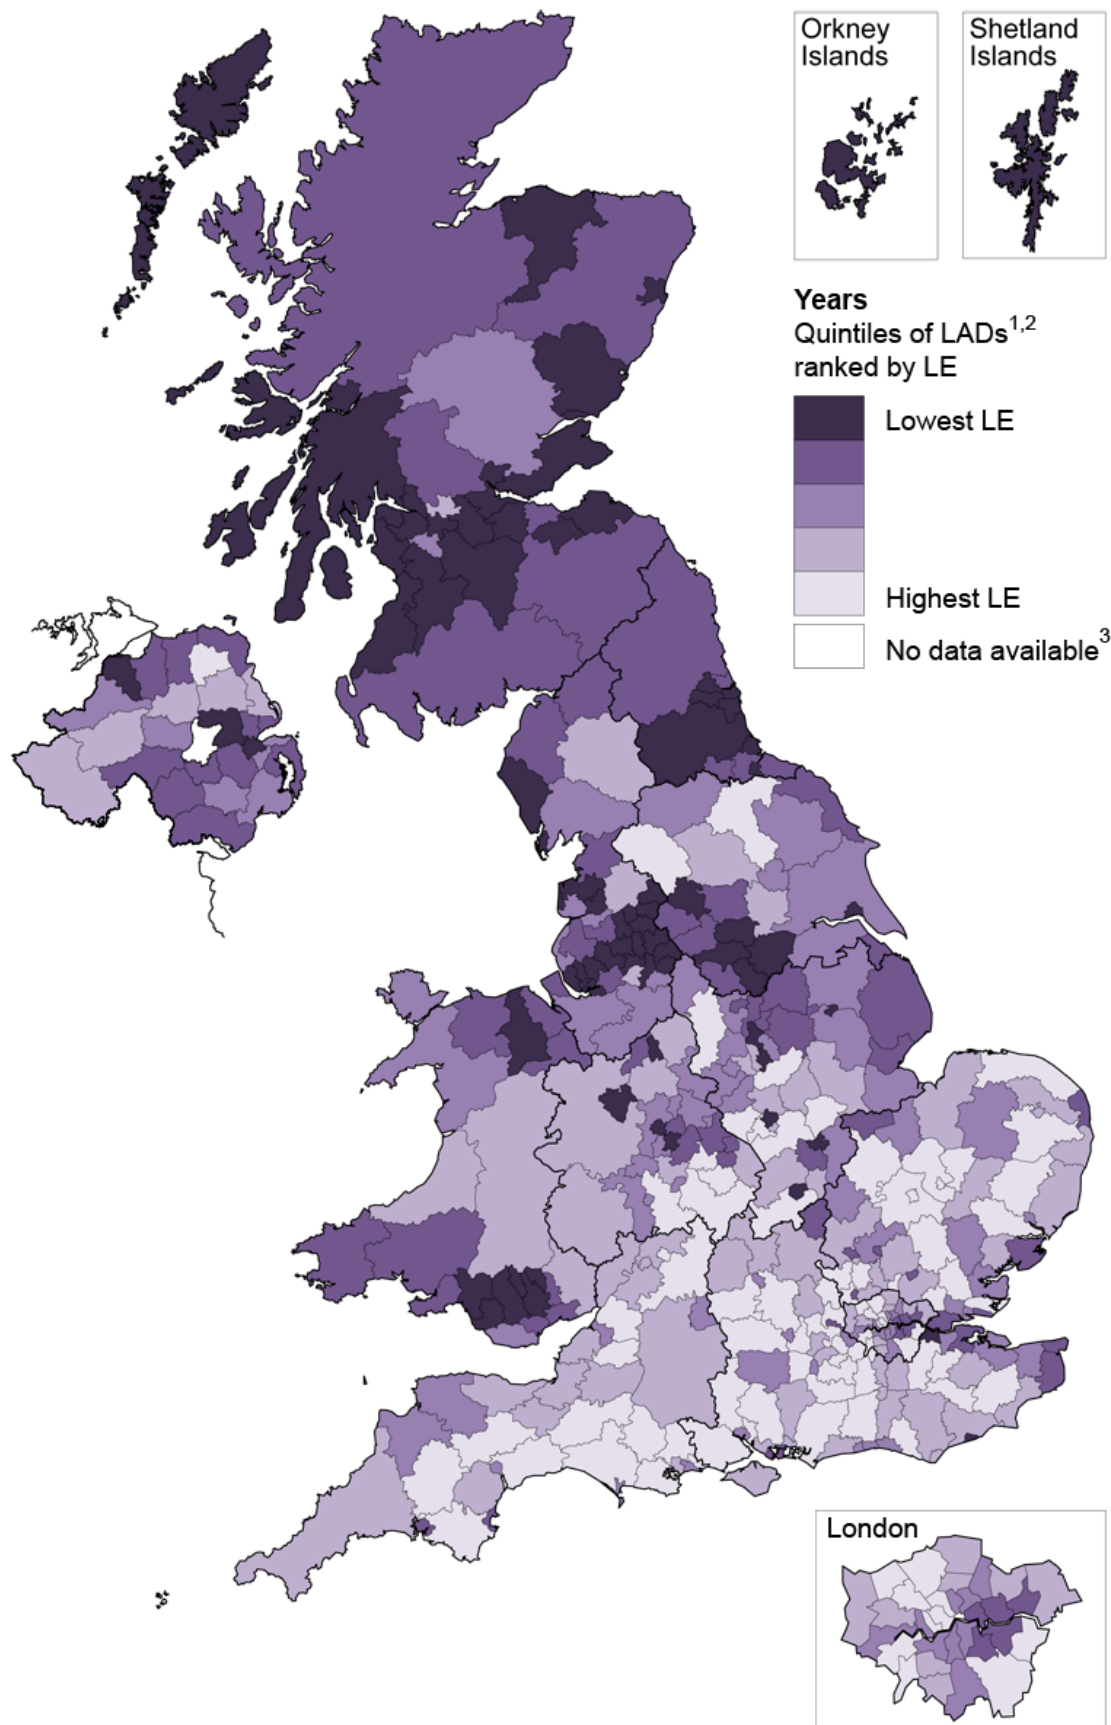 Orkney
Islands
Shetland
Islands
Years
Quintiles of LADs1,2
ranked by LE
Lowest LE
Highest LE
No data available3
London